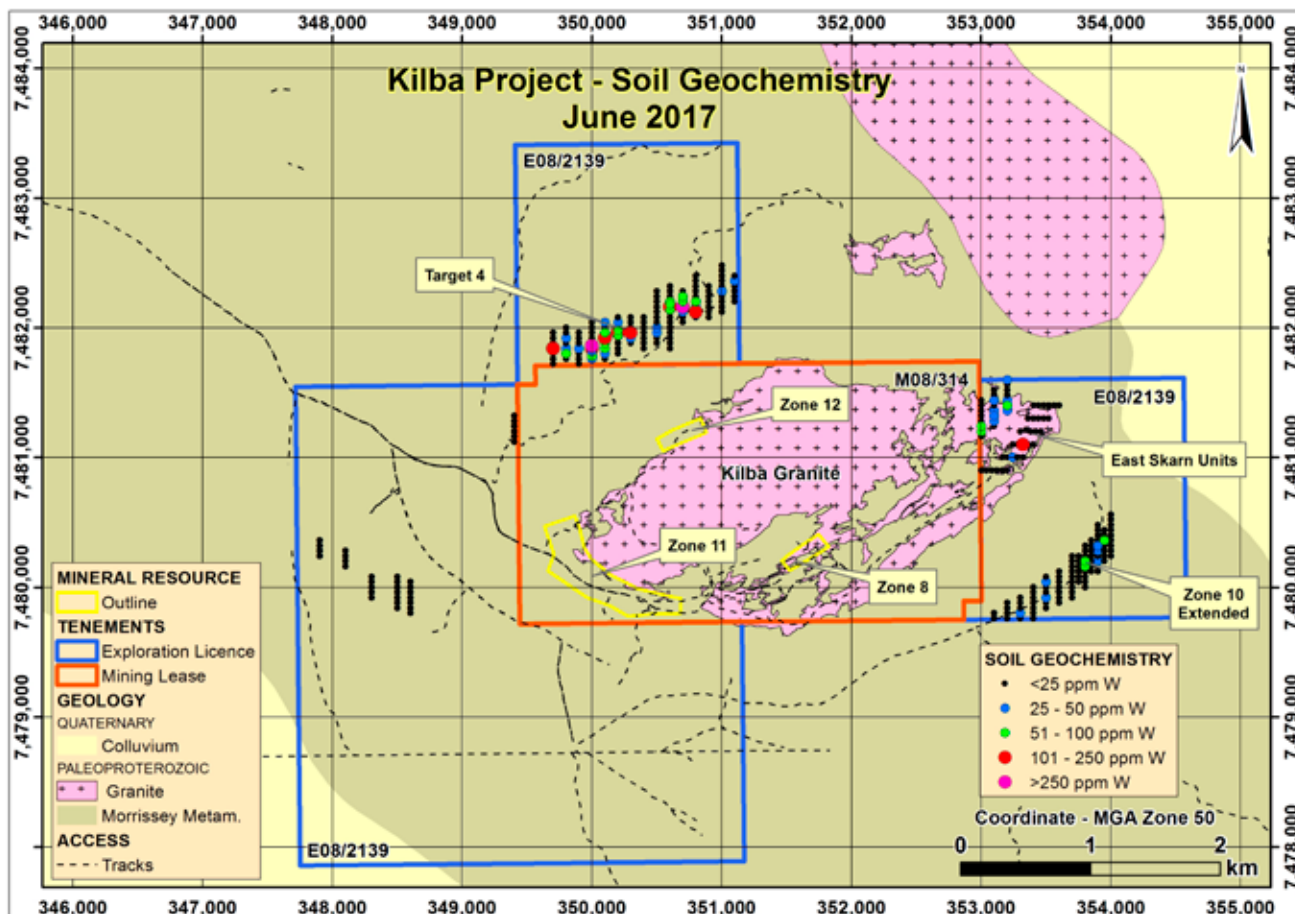 346,000 347,000 348,000 349,000 350,000 351,000 352,000 353,000 354,000 355,000
7,484,000 7,484,000
Kilba Project - Soil Geochemistry
June 2017
N
E08/2139
7,483,000 7,483,000
Target 4
7,482,000 7,482,000
M08/314
E08/2139
Zone 12
7,481,000 7,481,000
East Skarn Units
Kilba Granite
Zone 11
Zone 8
7,480,000 7,480,000
Zone 10
Extended
MINERAL RESOURCE
Outline
TENEMENTS
Exploration Licence
Mining Lease
GEOLOGY
QUATERNARY
Colluvium
PALEOPROTEROZOIC
Granite
Morrissey Metam.
ACCESS
Tracks
SOIL GEOCHEMISTRY
<25 ppm W
25 - 50 ppm W
51 - 100 ppm W
101 - 250 ppm W
>250 ppm W
7,479,000 7,479,000
Coordinate - MGA Zone 50
0 1 2
km
E08/2139
7,478,000 7,478,000
346,000 347,000 348,000 349,000 350,000 351,000 352,000 353,000 354,000 355,000